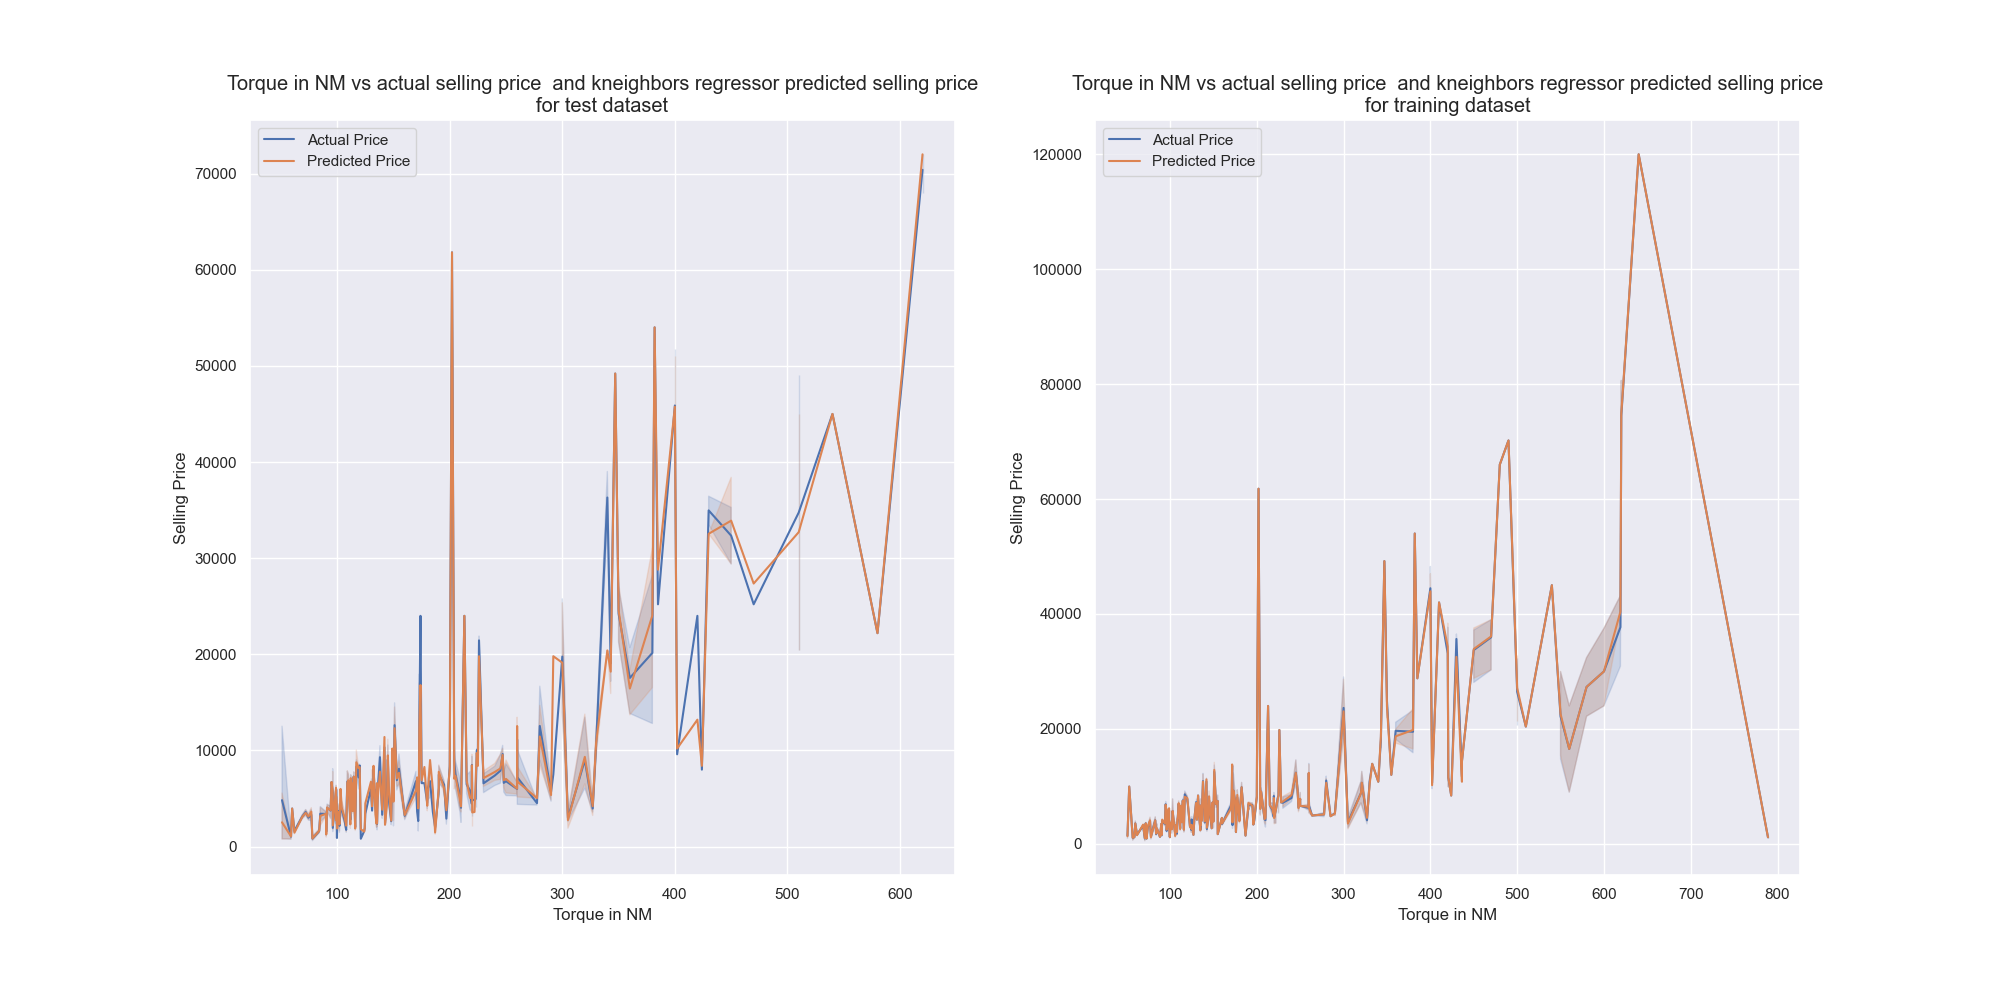 Torque in NM vs actual selling price  and kneighbors regressor predicted selling price
for test dataset
Actual Price
Predicted Price
70000
60000
50000
40000
30000
20000
10000
0
Selling Price
100 200 300 400 500 600
Torque in NM
Torque in NM vs actual selling price  and kneighbors regressor predicted selling price
for training dataset
Actual Price
Predicted Price
120000
100000
80000
60000
40000
20000
0
Selling Price
100 200 300 400 500 600 700 800
Torque in NM